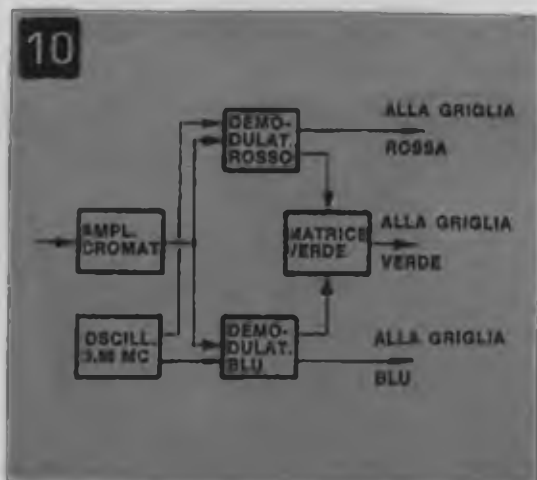 10
DEMO-
DULAT.
ROSSO
ALLA GRIGLIA
ROSSA
AMPL.
CROMAT.
MATRICE
VERDE
ALLA GRIGLIA
VERDE
OSCILL.
3.58 MC
DEMO-
DULAT.
BLU
ALLA GRIGLIA
BLU